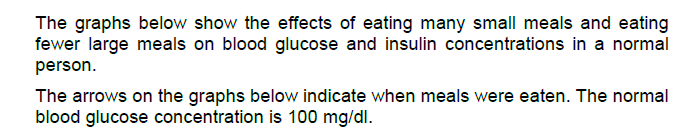 The graphs below show the effects of eating many small meals and eating
fewer large meals on blood glucose and insulin concentrations in a normal
person.
The arrows on the graphs below indicate when meals were eaten. The normal
blood glucose concentration is 100 mg/dl.